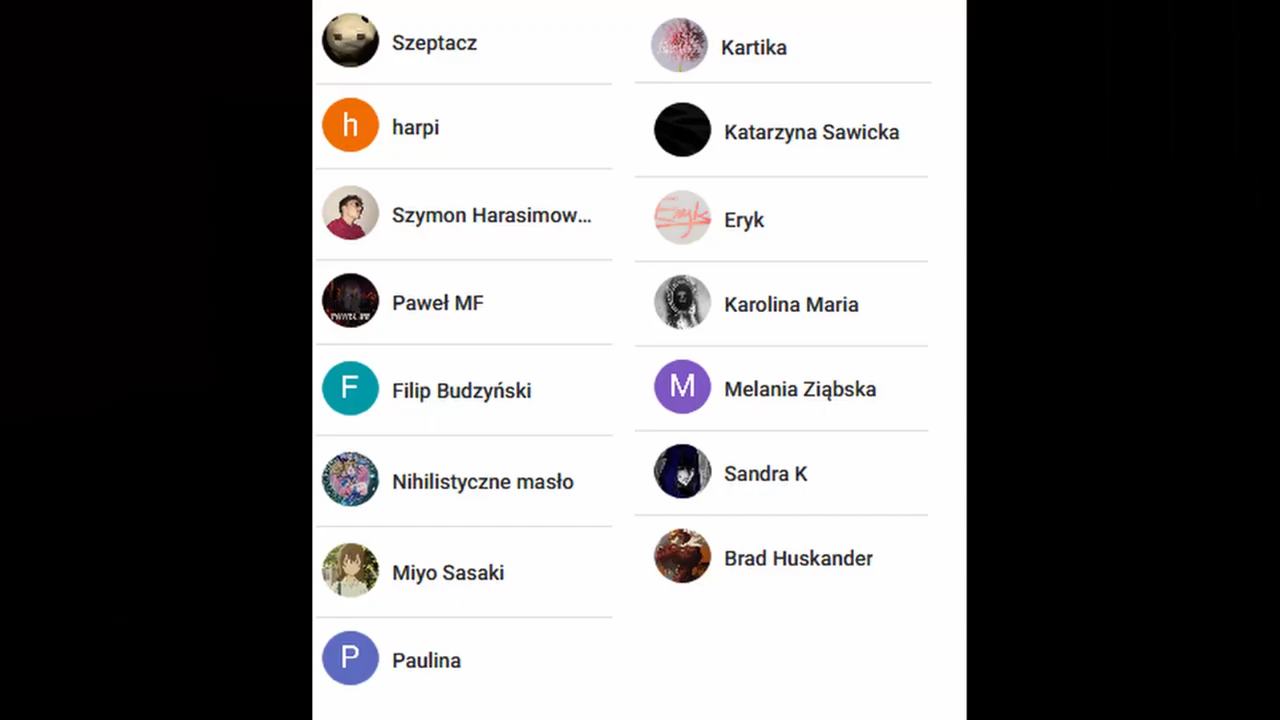 Szeptacz
h
harpi
Szymon Harasimow...
Paweł MF
F
Filip Budzyński
Nihilistyczne masło
Miyo Sasaki
P
Paulina
Kartika
Katarzyna Sawicka
Eryk
Eryk
Karolina Maria
M
Melania Ziąbska
Sandra K
Brad Huskander